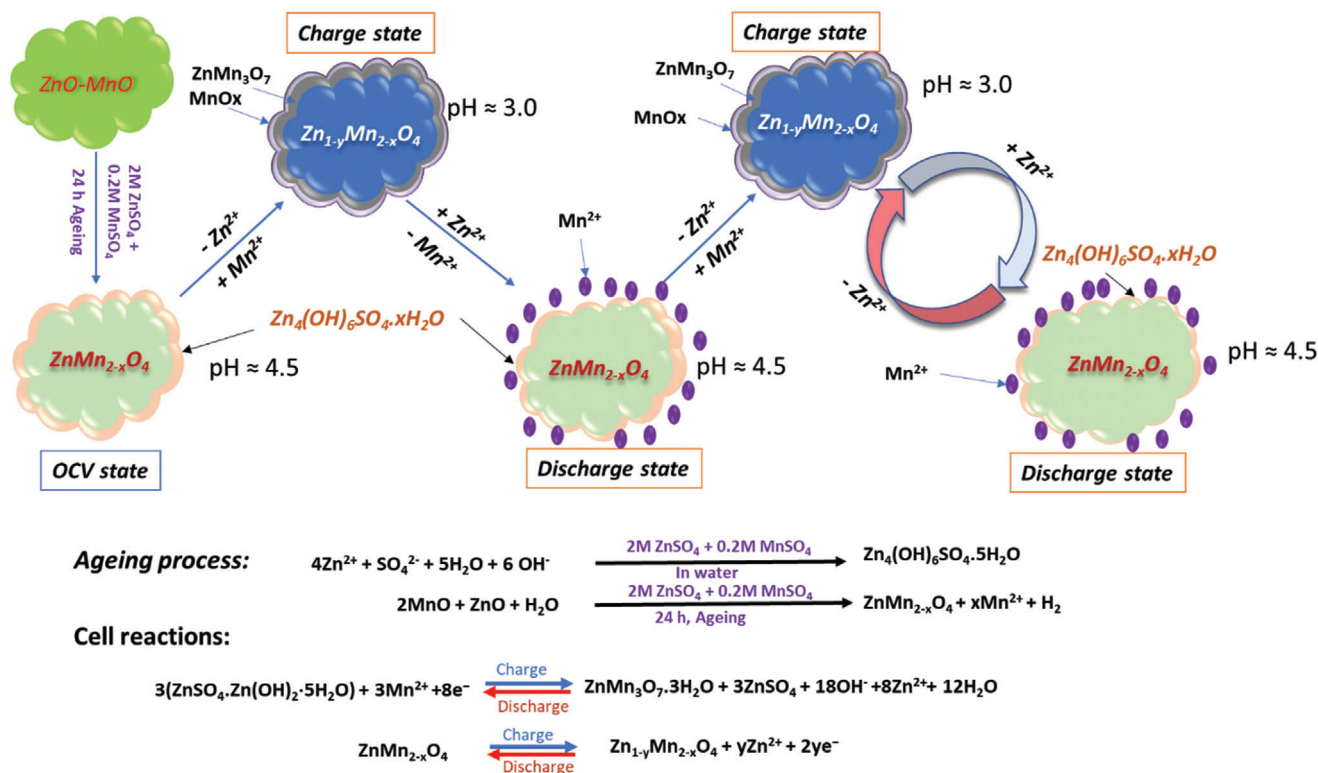 Charge state
ZnO-MnO
ZnMn₃O₇
MnOx
Zn₁₋yMn₂₋ₓO₄
pH ≈ 3.0
Charge state
ZnMn₃O₇
MnOx
Zn₁₋yMn₂₋ₓO₄
pH ≈ 3.0
2M ZnSO₄ +
0.2M MnSO₄
24 h Ageing
- Zn²⁺
+ Mn²⁺
+ Zn²⁺
- Mn²⁺
Mn²⁺
- Zn²⁺
+ Mn²⁺
+ Zn²⁺
- Zn²⁺
Zn₄(OH)₆SO₄.xH₂O
Zn₄(OH)₆SO₄.xH₂O
ZnMn₂₋ₓO₄
pH ≈ 4.5
ZnMn₂₋ₓO₄
pH ≈ 4.5
Mn²⁺
ZnMn₂₋ₓO₄
pH ≈ 4.5
OCV state
Discharge state
Discharge state
Ageing process:
4Zn²⁺ + SO₄²⁻ + 5H₂O + 6 OH⁻
2M ZnSO₄ + 0.2M MnSO₄
In water
Zn₄(OH)₆SO₄.5H₂O
2MnO + ZnO + H₂O
2M ZnSO₄ + 0.2M MnSO₄
24 h, Ageing
ZnMn₂₋ₓO₄ + xMn²⁺ + H₂
Cell reactions:
3(ZnSO₄.Zn(OH)₂·5H₂O) + 3Mn²⁺ +8e⁻
Charge
Discharge
ZnMn₃O₇.3H₂O + 3ZnSO₄ + 18OH⁻ +8Zn²⁺+ 12H₂O
ZnMn₂₋ₓO₄
Charge
Discharge
Zn₁₋yMn₂₋ₓO₄ + yZn²⁺ + 2ye⁻